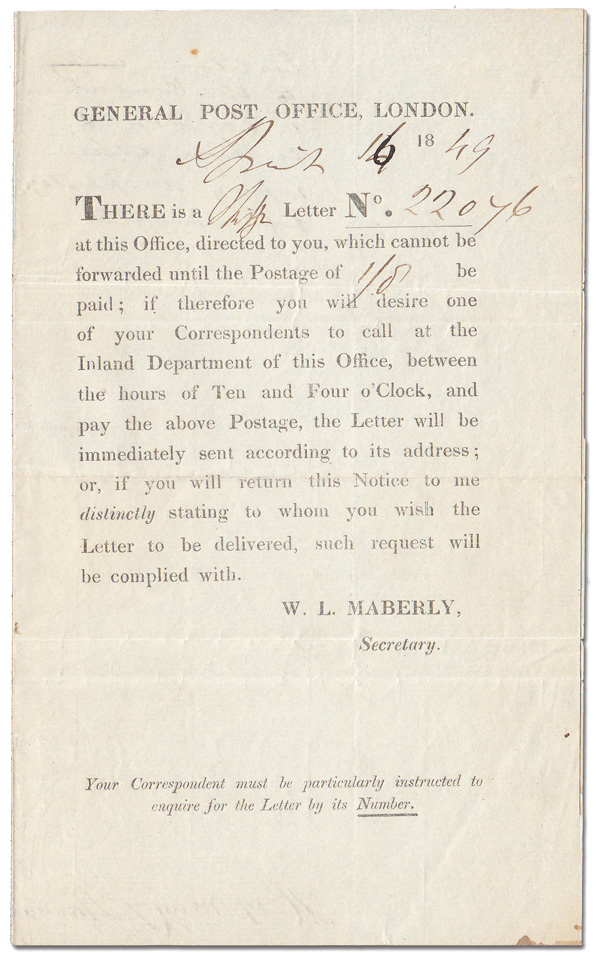 GENERAL POST OFFICE, LONDON.
April 16 1849
THERE is a Ship Letter No. 22076
at this Office, directed to you, which cannot be
forwarded until the Postage of 1/8 be
paid; if therefore you will desire one
of your Correspondents to call at the
Inland Department of this Office, between
the hours of Ten and Four o'Clock, and
pay the above Postage, the Letter will be
immediately sent according to its address;
or, if you will return this Notice to me
distinctly stating to whom you wish the
Letter to be delivered, such request will
be complied with.
W. L. MABERLY,
Secretary.
Your Correspondent must be particularly instructed to
enquire for the Letter by its Number.